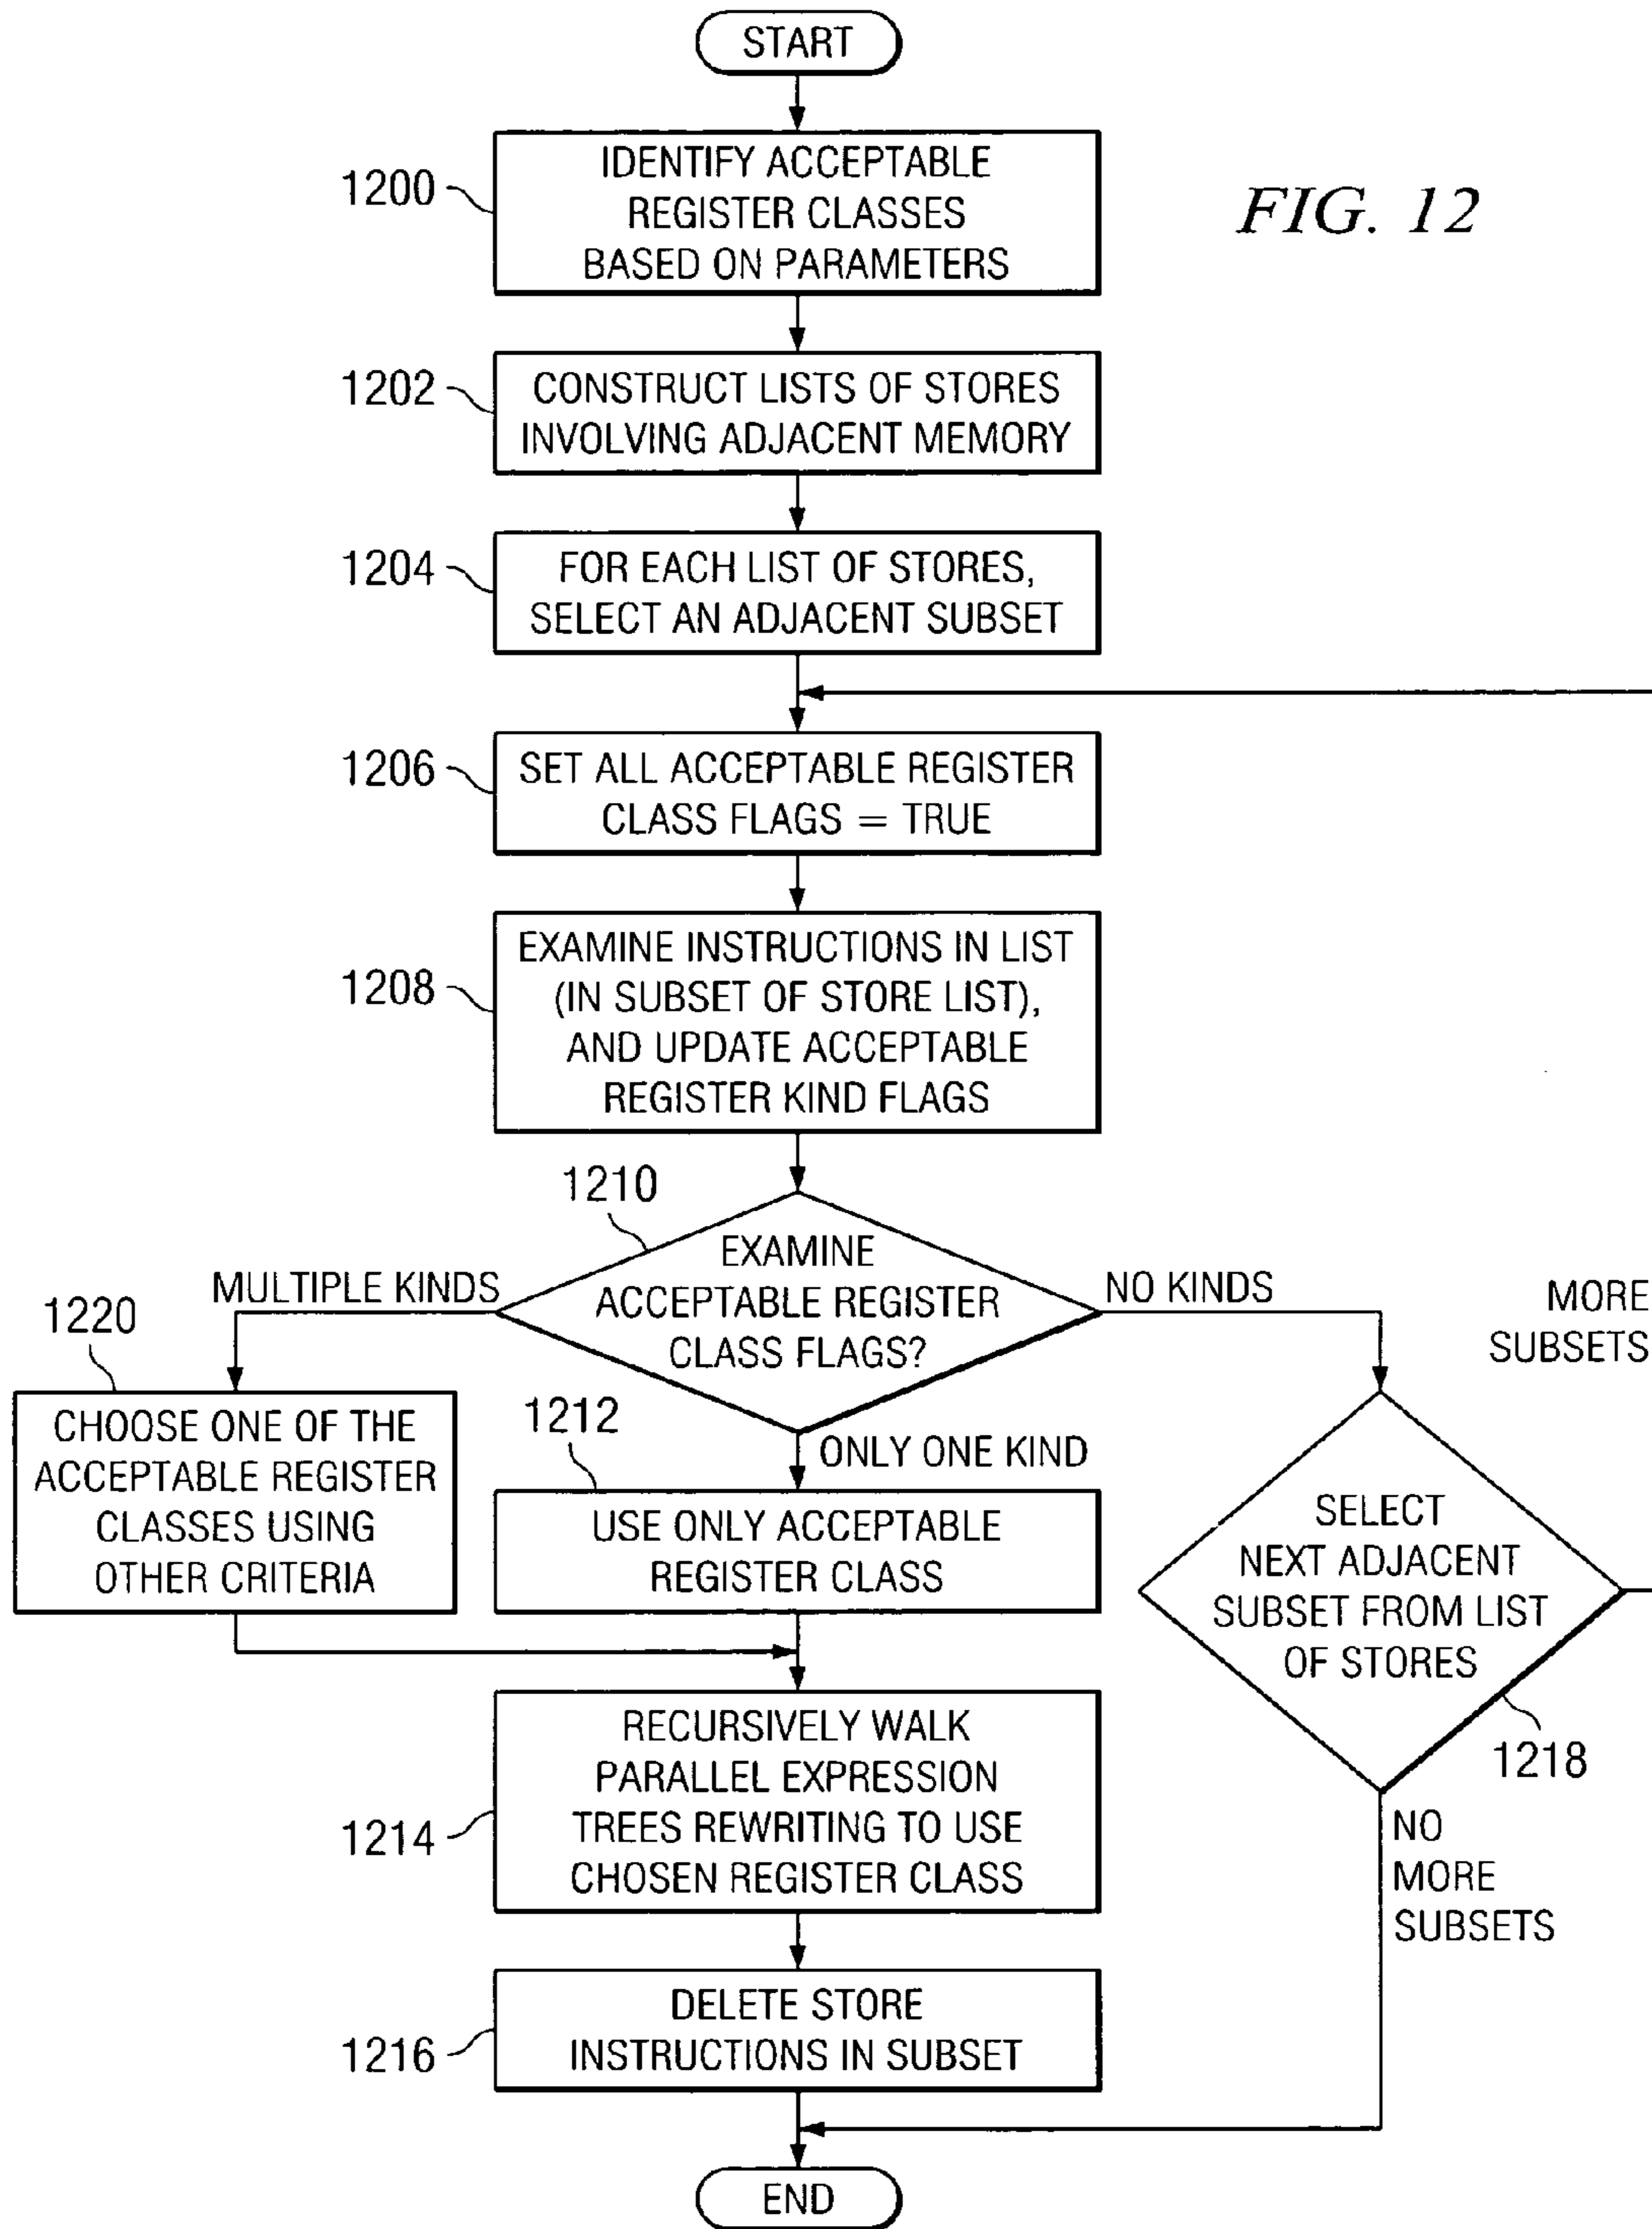 START
1200
IDENTIFY ACCEPTABLE
REGISTER CLASSES
BASED ON PARAMETERS
FIG. 12
1202
CONSTRUCT LISTS OF STORES
INVOLVING ADJACENT MEMORY
1204
FOR EACH LIST OF STORES,
SELECT AN ADJACENT SUBSET
1206
SET ALL ACCEPTABLE REGISTER
CLASS FLAGS = TRUE
1208
EXAMINE INSTRUCTIONS IN LIST
(IN SUBSET OF STORE LIST),
AND UPDATE ACCEPTABLE
REGISTER KIND FLAGS
1210
EXAMINE
ACCEPTABLE REGISTER
CLASS FLAGS?
MULTIPLE KINDS
NO KINDS
MORE
SUBSETS
1220
CHOOSE ONE OF THE
ACCEPTABLE REGISTER
CLASSES USING
OTHER CRITERIA
1212
ONLY ONE KIND
USE ONLY ACCEPTABLE
REGISTER CLASS
SELECT
NEXT ADJACENT
SUBSET FROM LIST
OF STORES
1218
NO
MORE
SUBSETS
1214
RECURSIVELY WALK
PARALLEL EXPRESSION
TREES REWRITING TO USE
CHOSEN REGISTER CLASS
1216
DELETE STORE
INSTRUCTIONS IN SUBSET
END